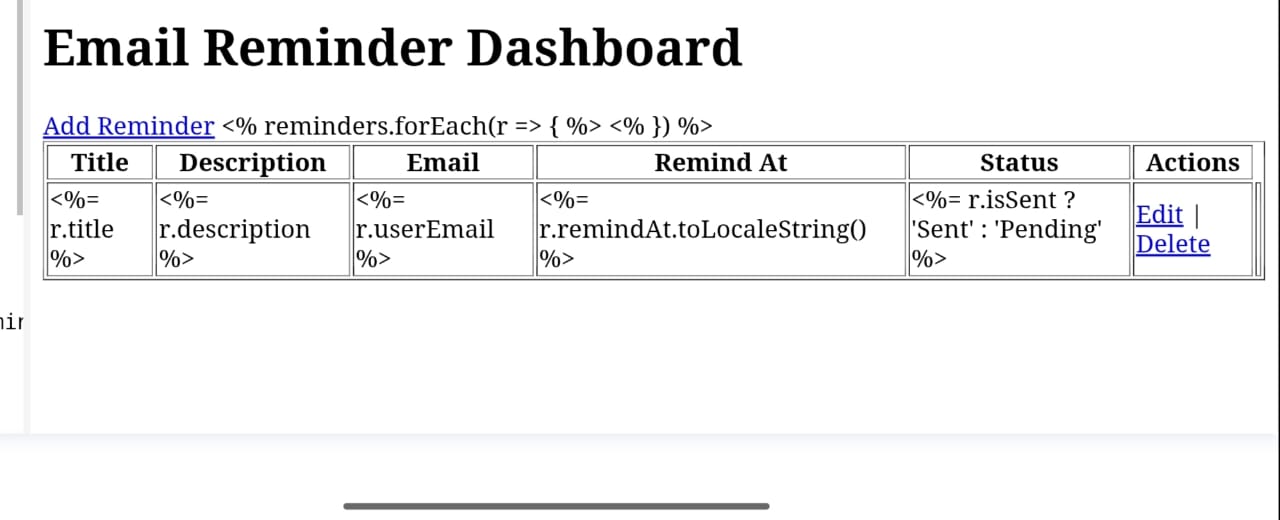 Email Reminder Dashboard
Add Reminder <% reminders.forEach(r => { %> <% }) %>
Title Description Email Remind At Status Actions
<%= <%= <%= <%= <%= r.isSent ? Edit |
r.title r.description r.userEmail r.remindAt.toLocaleString() 'Sent' : 'Pending' Delete
%> %> %> %> %>